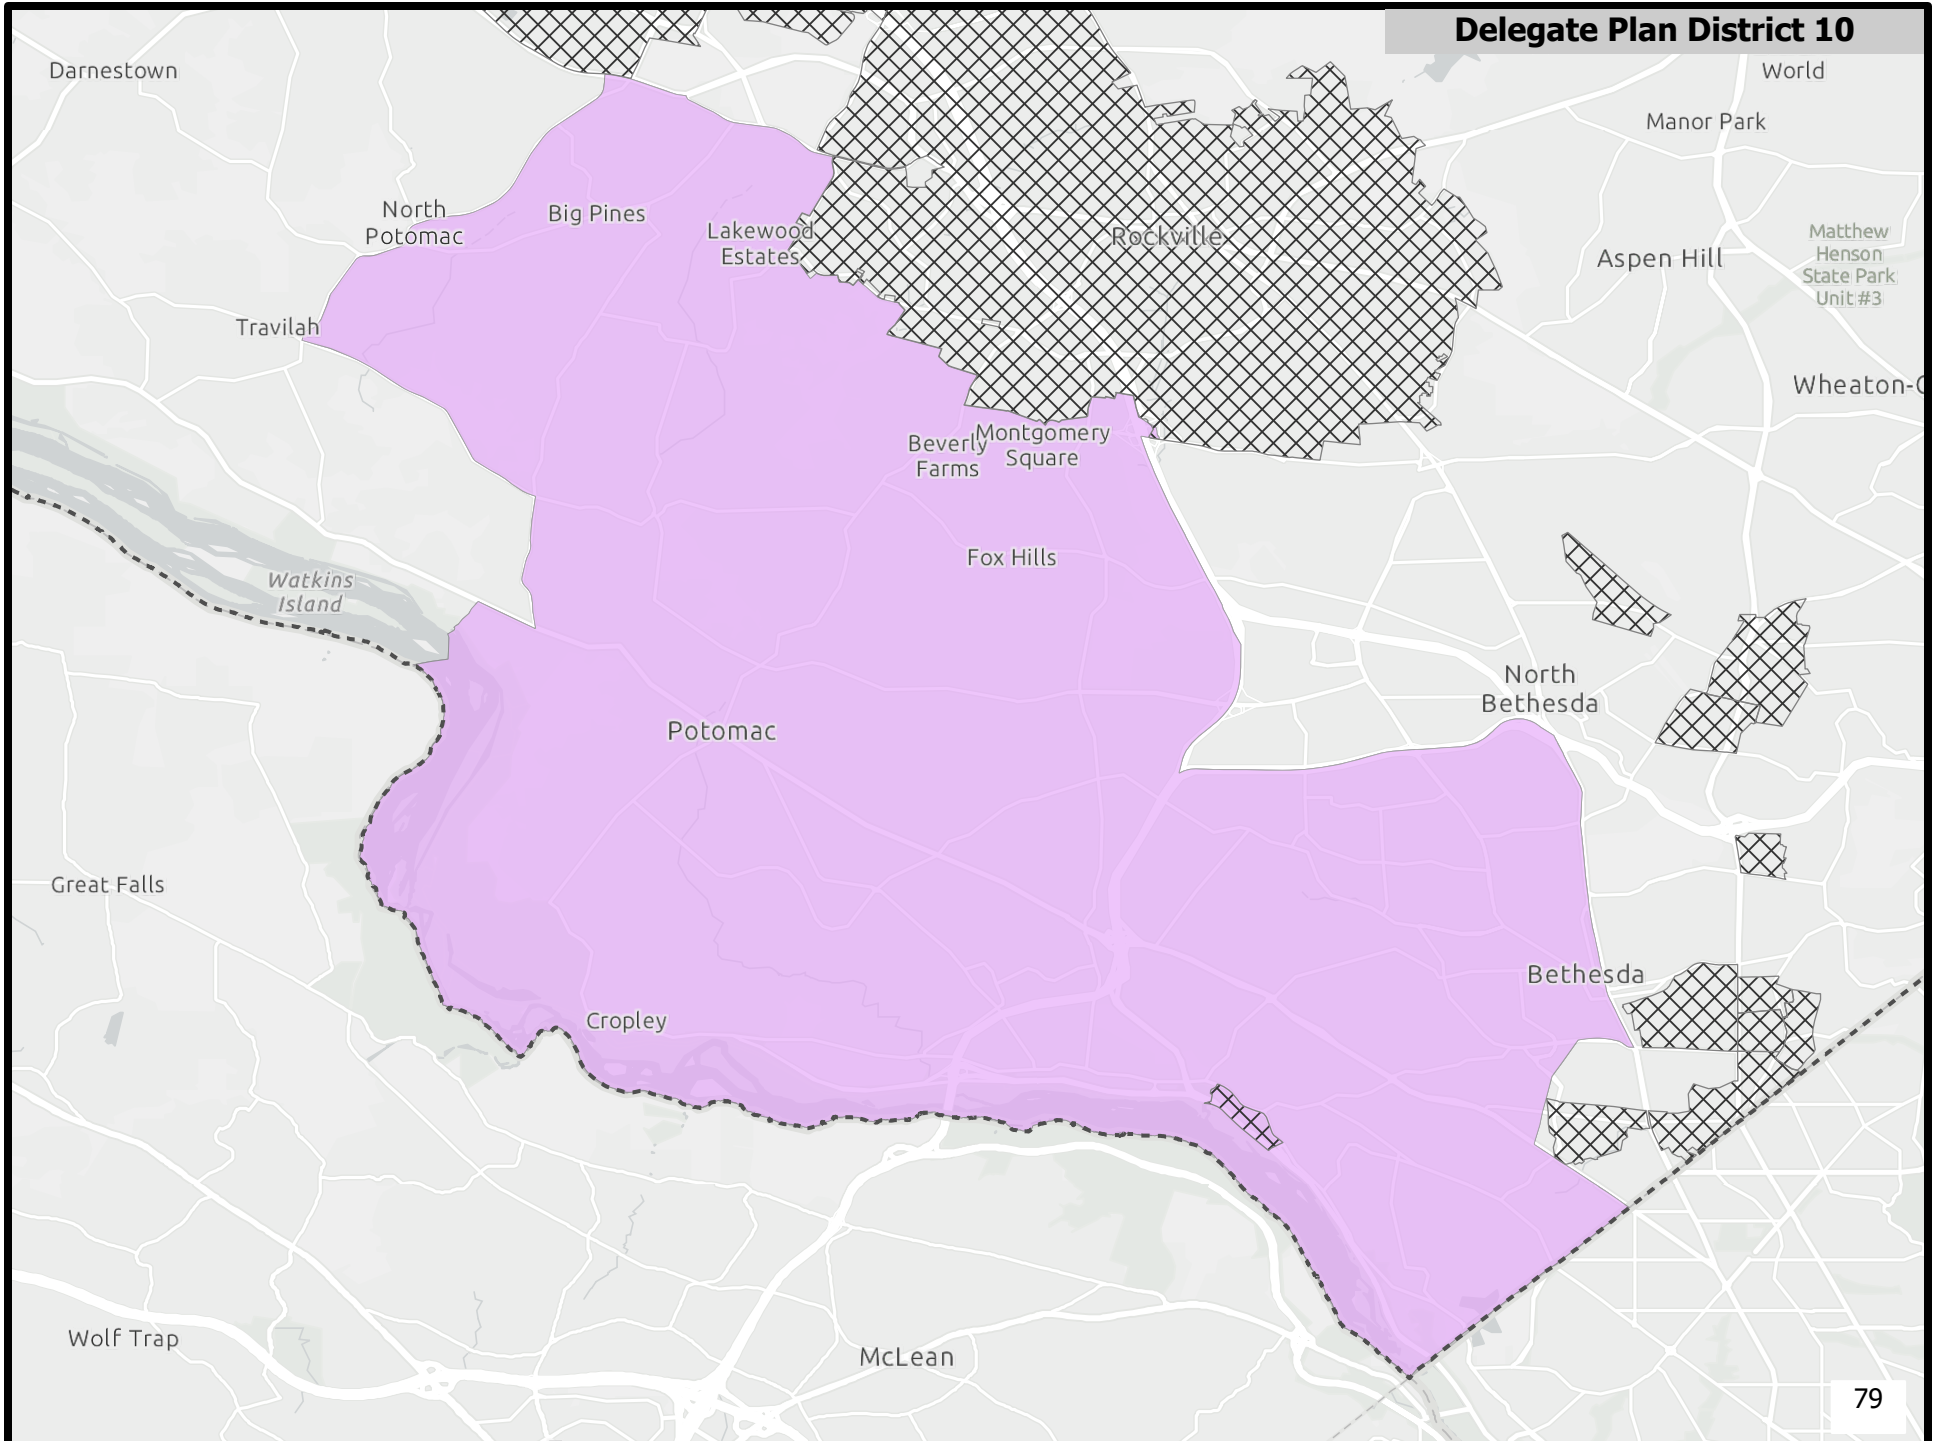 Delegate Plan District 10
Darnestown
World
Manor Park
North
Potomac
Big Pines
Lakewood
Estates
Rockville
Aspen Hill
Matthew
Henson
State Park
Unit #3
Travilah
Wheaton-
Beverly
Farms
Montgomery
Square
Fox Hills
Watkins
Island
North
Bethesda
Potomac
Great Falls
Bethesda
Cropley
Wolf Trap
McLean
79